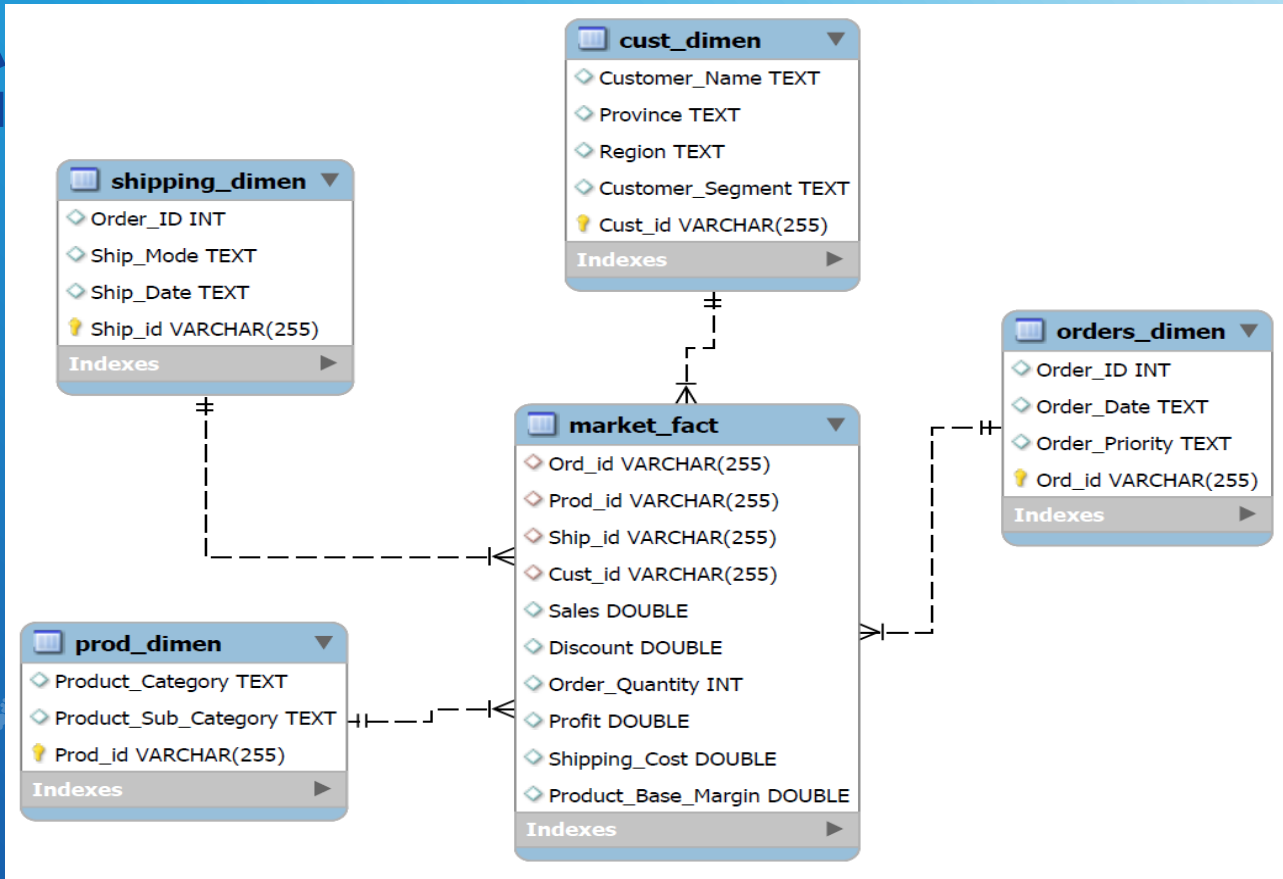 cust_dimen
Customer_Name TEXT
Province TEXT
Region TEXT
Customer_Segment TEXT
Cust_id VARCHAR(255)
Indexes
shipping_dimen
Order_ID INT
Ship_Mode TEXT
Ship_Date TEXT
Ship_id VARCHAR(255)
Indexes
orders_dimen
Order_ID INT
Order_Date TEXT
Order_Priority TEXT
Ord_id VARCHAR(255)
Indexes
market_fact
Ord_id VARCHAR(255)
Prod_id VARCHAR(255)
Ship_id VARCHAR(255)
Cust_id VARCHAR(255)
Sales DOUBLE
Discount DOUBLE
Order_Quantity INT
Profit DOUBLE
Shipping_Cost DOUBLE
Product_Base_Margin DOUBLE
Indexes
prod_dimen
Product_Category TEXT
Product_Sub_Category TEXT
Prod_id VARCHAR(255)
Indexes